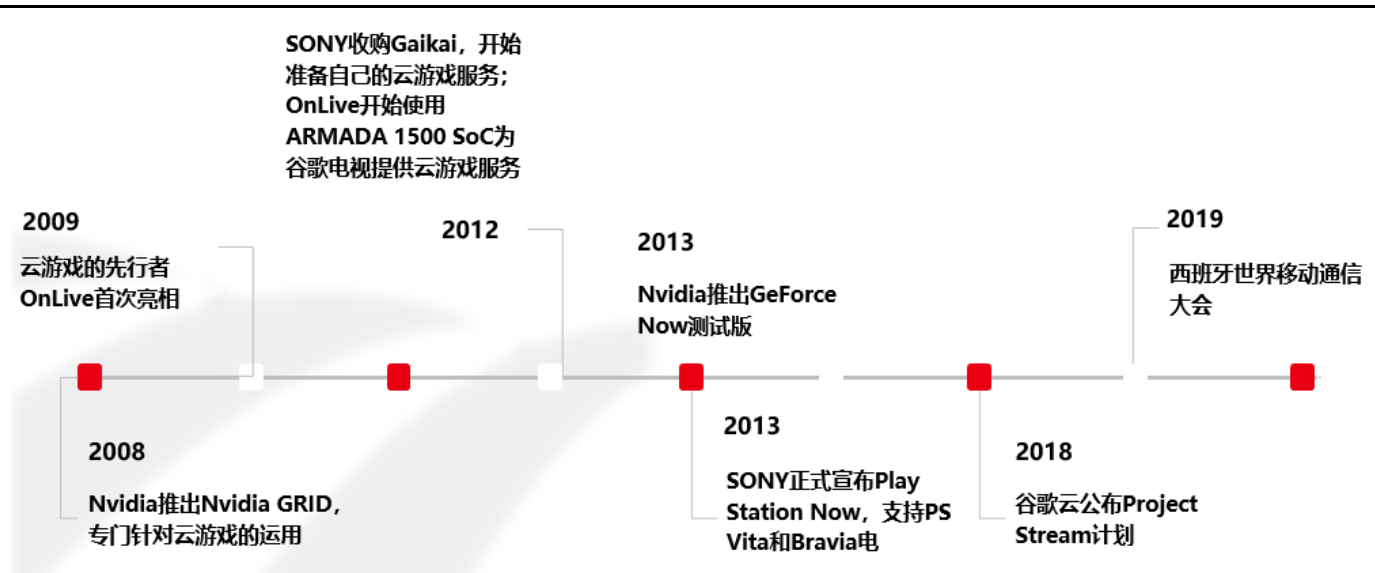 SONY收购Gaikai，开始
准备自己的云游戏服务；
OnLive开始使用
ARMADA 1500 SoC为
谷歌电视提供云游戏服务
2009
云游戏的先行者
OnLive首次亮相
2012
2013
Nvidia推出GeForce
Now测试版
2019
西班牙世界移动通信
大会
2008
Nvidia推出Nvidia GRID，
专门针对云游戏的运用
2013
SONY正式宣布Play
Station Now，支持PS
Vita和Bravia电
2018
谷歌云公布Project
Stream计划